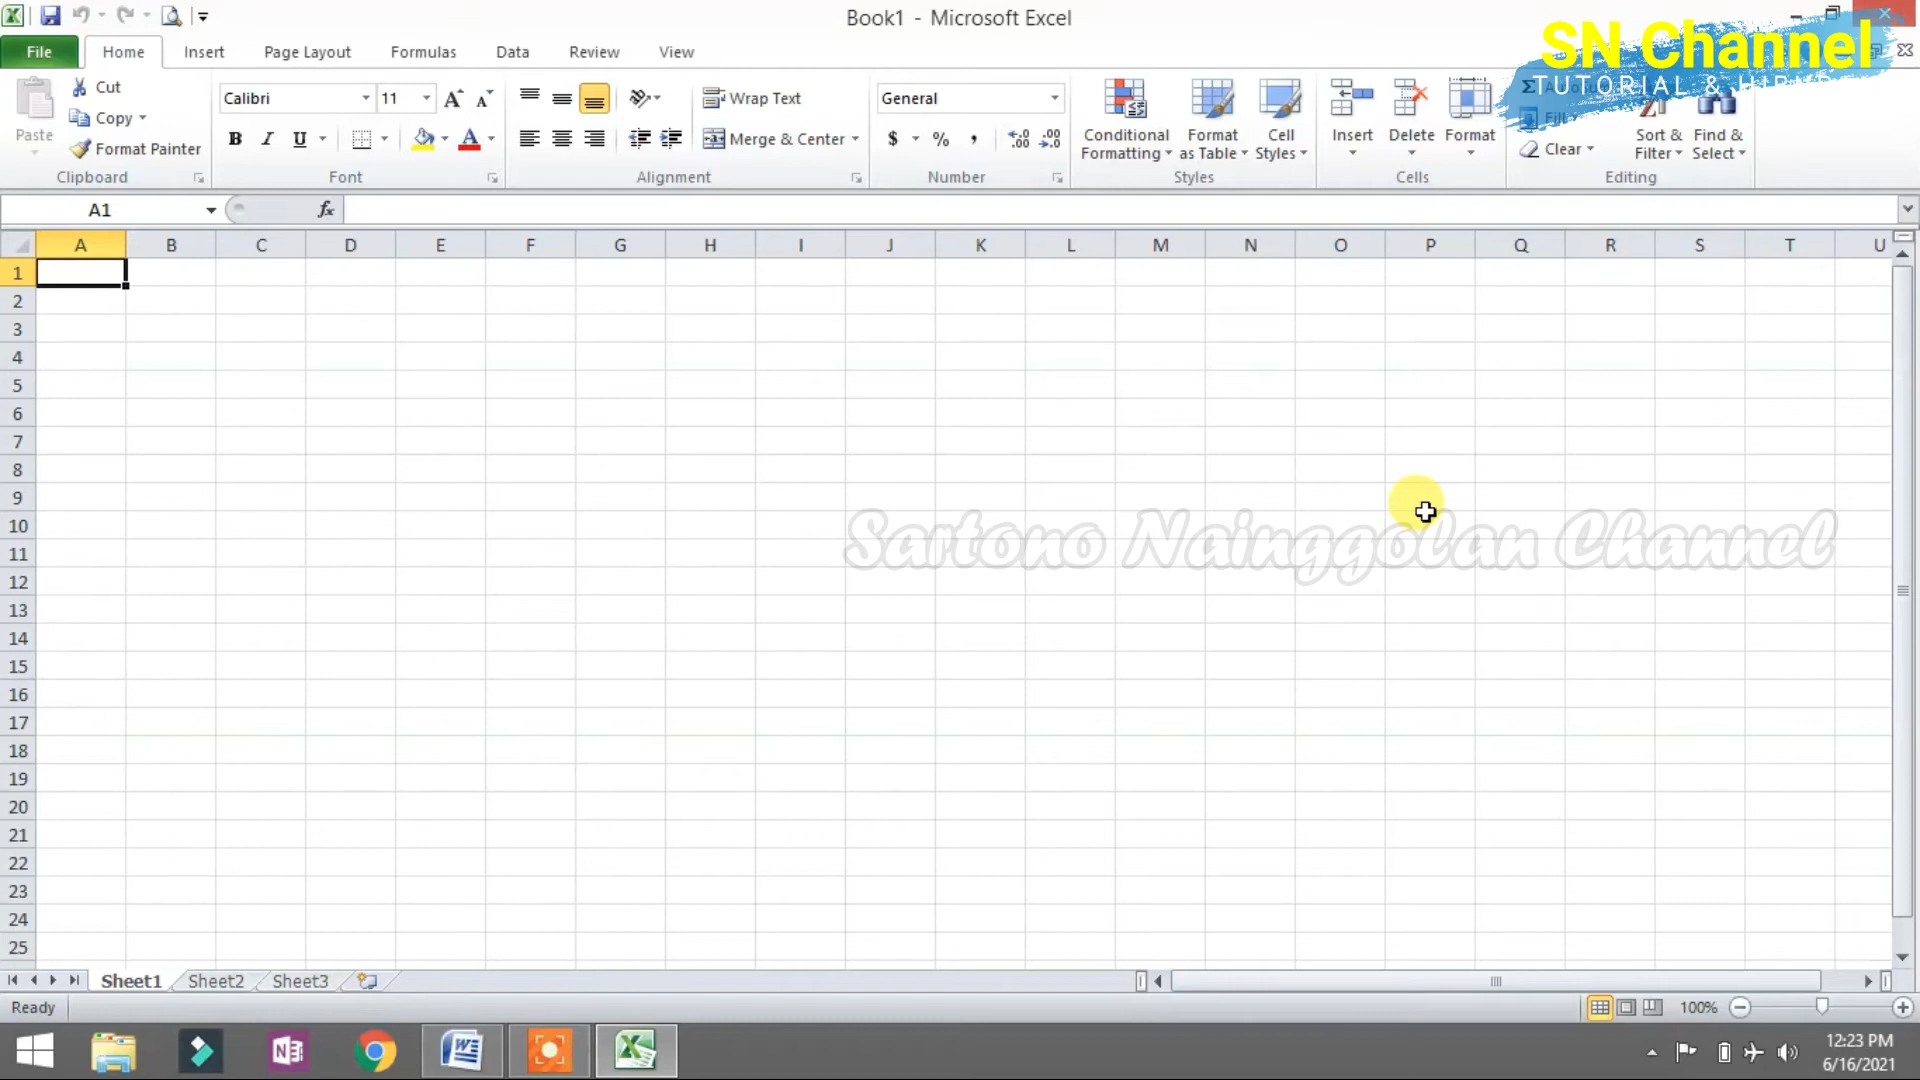 Book1 - Microsoft Excel
SN Channel
File Home Insert Page Layout Formulas Data Review View
TUTORIAL &
Cut
Copy
Format Painter
Paste
Clipboard
Calibri 11
B I U
Font
Wrap Text
Merge & Center
Alignment
General
$ % ,
Number
Conditional Formatting
Format as Table
Cell Styles
Styles
Insert Delete Format
Cells
Fill
Clear
Sort & Filter
Find & Select
Editing
A1 fx
A B C D E F G H I J K L M N O P Q R S T U
1
2
3
4
5
6
7
8
9
10
Sartono Nainggolan Channel
11
12
13
14
15
16
17
18
19
20
21
22
23
24
25
Sheet1 Sheet2 Sheet3
Ready 100%
12:23 PM
6/16/2021